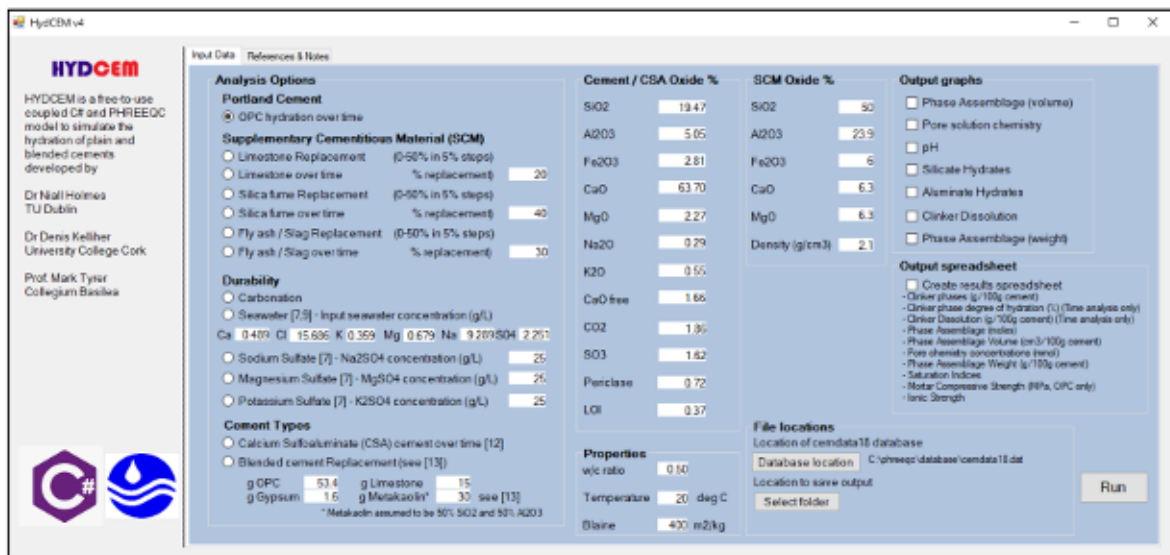 HydCEM v4
HYDCEM
HYDCEM is a free-to-use
coupled C# and PHREEQC
model to simulate the
hydration of plain and
blended cements
developed by
Dr Niall Holmes
TU Dublin
Dr Denis Kelliher
University College Cork
Prof. Mark Tyrer
Collegium Basilea
C#
Input Data References & Notes
Analysis Options
Portland Cement
OPC hydration over time
Supplementary Cementitious Material (SCM)
Limestone Replacement (0-50% in 5% steps)
Limestone over time % replacement) 20
Silica fume Replacement (0-50% in 5% steps)
Silica fume over time % replacement) 40
Fly ash / Slag Replacement (0-50% in 5% steps)
Fly ash / Slag over time % replacement) 30
Durability
Carbonation
Seawater [7,9] - Input seawater concentration (g/L)
Ca 0.489 Cl 15.686 K 0.359 Mg 0.679 Na 9.289 SO4 2.257
Sodium Sulfate [7] - Na2SO4 concentration (g/L) 25
Magnesium Sulfate [7] - MgSO4 concentration (g/L) 25
Potassium Sulfate [7] - K2SO4 concentration (g/L) 25
Cement Types
Calcium Sulfoaluminate (CSA) cement over time [12]
Blended cement Replacement (see [13])
g OPC 53.4 g Limestone 15
g Gypsum 1.6 g Metakaolin* 30 see [13]
* Metakaolin assumed to be 50% SiO2 and 50% Al2O3
Cement / CSA Oxide %
SiO2 19.47
Al2O3 5.05
Fe2O3 2.81
CaO 63.70
MgO 2.27
Na2O 0.29
K2O 0.55
CaO free 1.66
CO2 1.86
SO3 1.62
Periclase 0.72
LOI 0.37
Properties
w/c ratio 0.50
Temperature 20 deg C
Blaine 400 m2/kg
SCM Oxide %
SiO2 50
Al2O3 23.9
Fe2O3 6
CaO 6.3
MgO 6.3
Density (g/cm3) 2.1
Output graphs
Phase Assemblage (volume)
Pore solution chemistry
pH
Silicate Hydrates
Aluminate Hydrates
Clinker Dissolution
Phase Assemblage (weight)
Output spreadsheet
Create results spreadsheet
- Clinker phases (g/100g cement)
- Clinker phase degree of hydration (%) (Time analysis only)
- Clinker Dissolution (g/100g cement) (Time analysis only)
- Phase Assemblage (moles)
- Phase Assemblage Volume (cm3/100g cement)
- Pore chemistry concentrations (mmol)
- Phase Assemblage Weight (g/100g cement)
- Saturation Indices
- Mortar Compressive Strength (MPa, OPC only)
- Ionic Strength
File locations
Location of cemdata18 database
Database location C:\phreeqc\database\cemdata18.dat
Location to save output
Select folder
Run